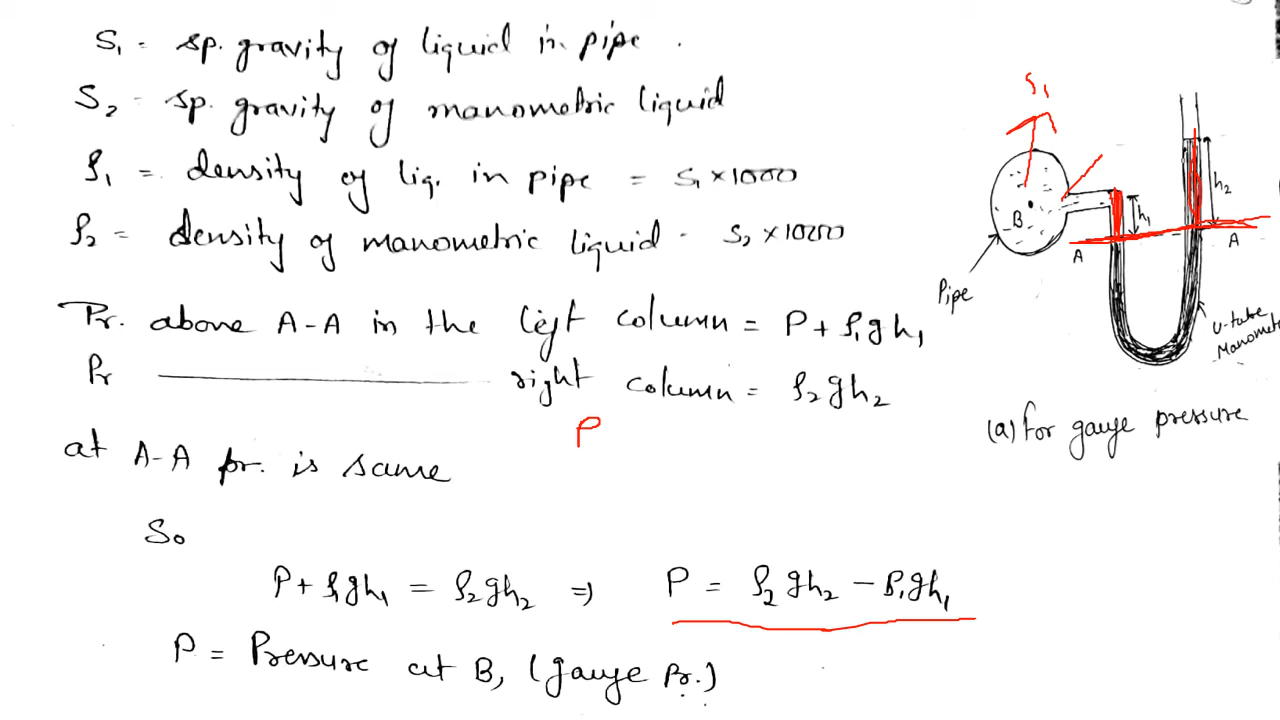 S₁ = sp. gravity of liquid in pipe.
S₂ = sp. gravity of manometric liquid
ρ₁ = density of liq. in pipe = S₁ × 1000
ρ₂ = density of manometric liquid = S₂ × 1000
Pr. above A-A in the left column = P + ρ₁gh₁
Pr ———— right column = ρ₂gh₂
P
at A-A pr. is same
So
P + ρ₁gh₁ = ρ₂gh₂ ⇒ P = ρ₂gh₂ − ρ₁gh₁
P = Pressure at B, (gauge Pr.)
S₁
B
h₁
h₂
A
A
Pipe
U-tube
Manomete
(a) For gauge pressure